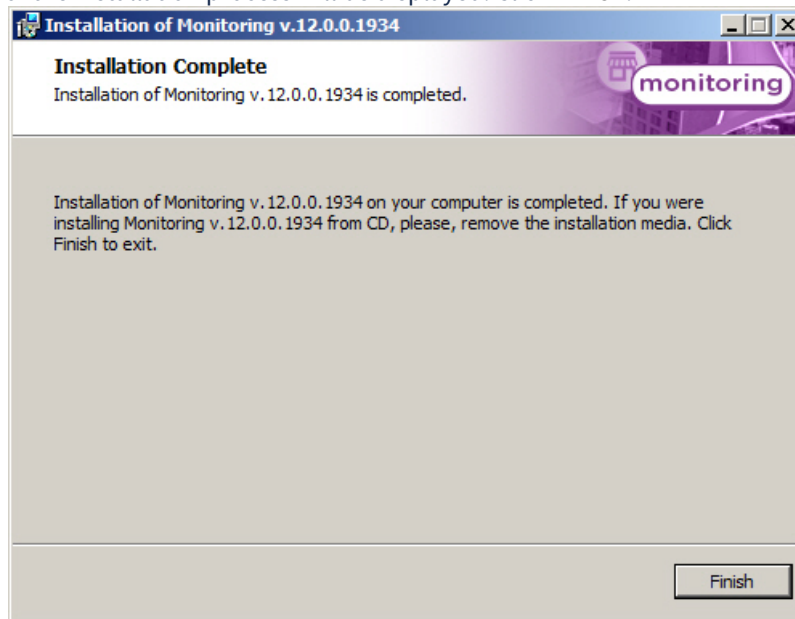 Installation of Monitoring v.12.0.0.1934
Installation Complete
Installation of Monitoring v.12.0.0.1934 is completed.
monitoring
Installation of Monitoring v.12.0.0.1934 on your computer is completed. If you were
installing Monitoring v.12.0.0.1934 from CD, please, remove the installation media. Click
Finish to exit.
Finish